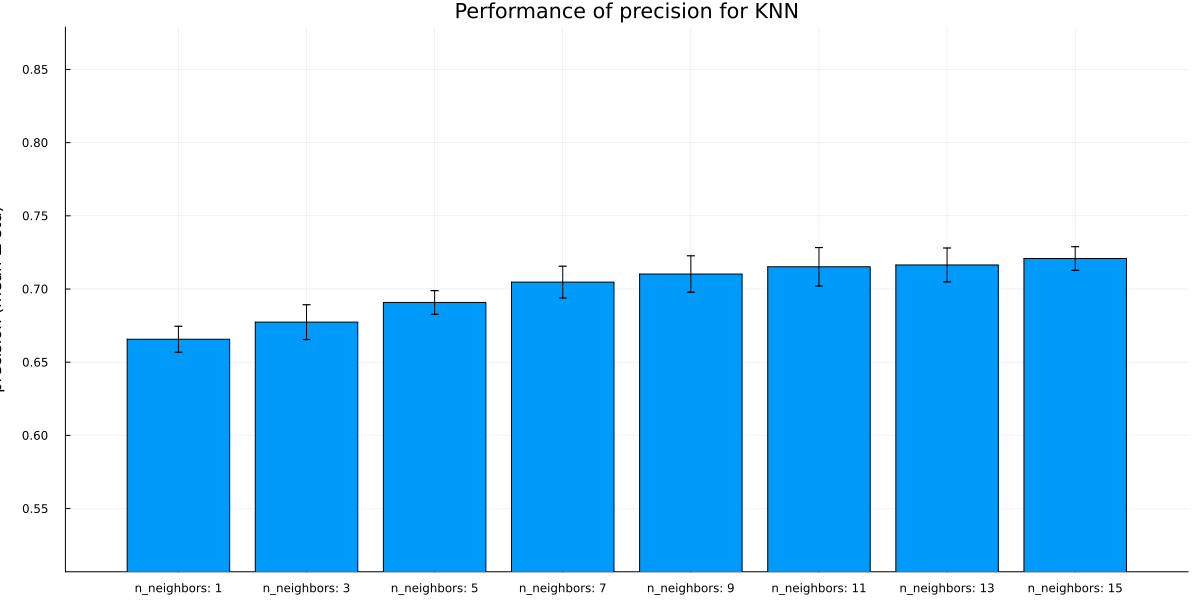 Performance of precision for KNN
0.85
0.80
0.75
0.70
0.65
0.60
0.55
n_neighbors: 1
n_neighbors: 3
n_neighbors: 5
n_neighbors: 7
n_neighbors: 9
n_neighbors: 11
n_neighbors: 13
n_neighbors: 15